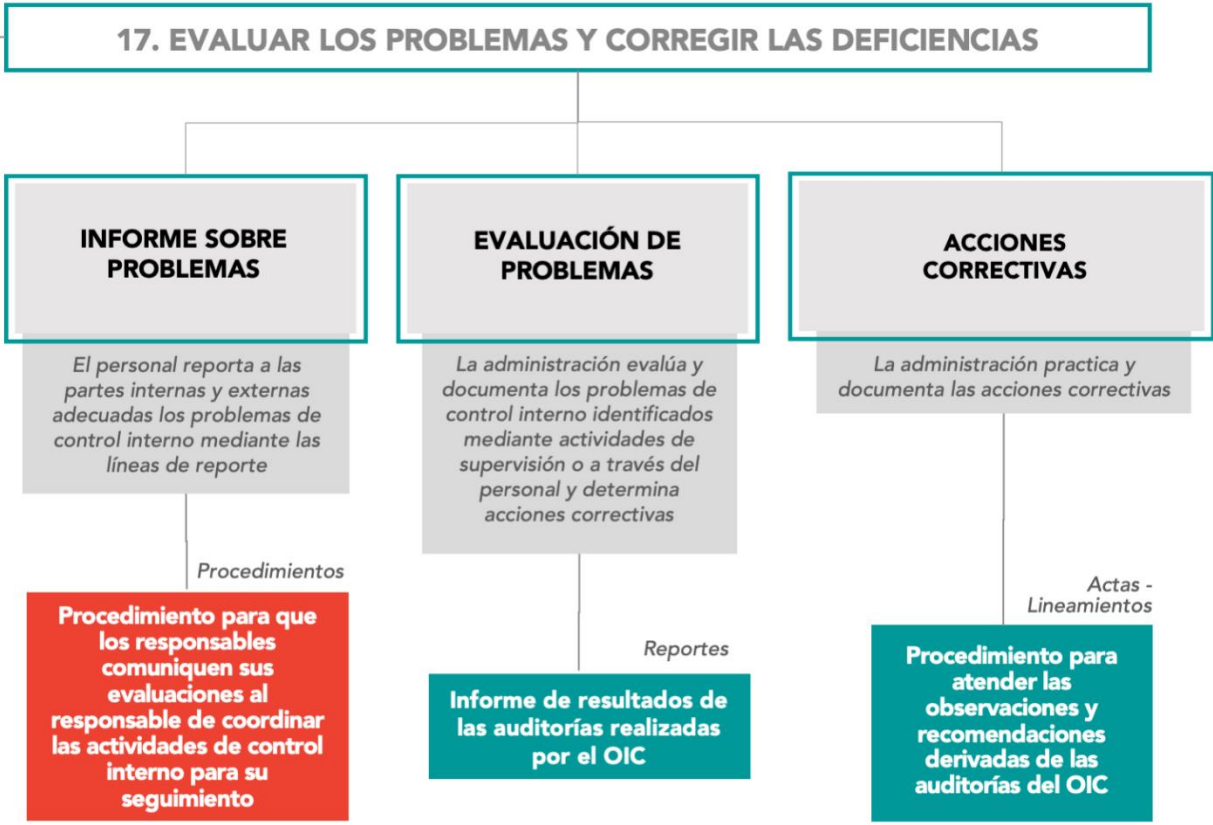 17. EVALUAR LOS PROBLEMAS Y CORREGIR LAS DEFICIENCIAS
INFORME SOBRE
PROBLEMAS
El personal reporta a las
partes internas y externas
adecuadas los problemas de
control interno mediante las
líneas de reporte
Procedimientos
Procedimiento para que
los responsables
comuniquen sus
evaluaciones al
responsable de coordinar
las actividades de control
interno para su
seguimiento
EVALUACIÓN DE
PROBLEMAS
La administración evalúa y
documenta los problemas de
control interno identificados
mediante actividades de
supervisión o a través del
personal y determina
acciones correctivas
Reportes
Informe de resultados de
las auditorías realizadas
por el OIC
ACCIONES
CORRECTIVAS
La administración practica y
documenta las acciones correctivas
Actas -
Lineamientos
Procedimiento para
atender las
observaciones y
recomendaciones
derivadas de las
auditorías del OIC